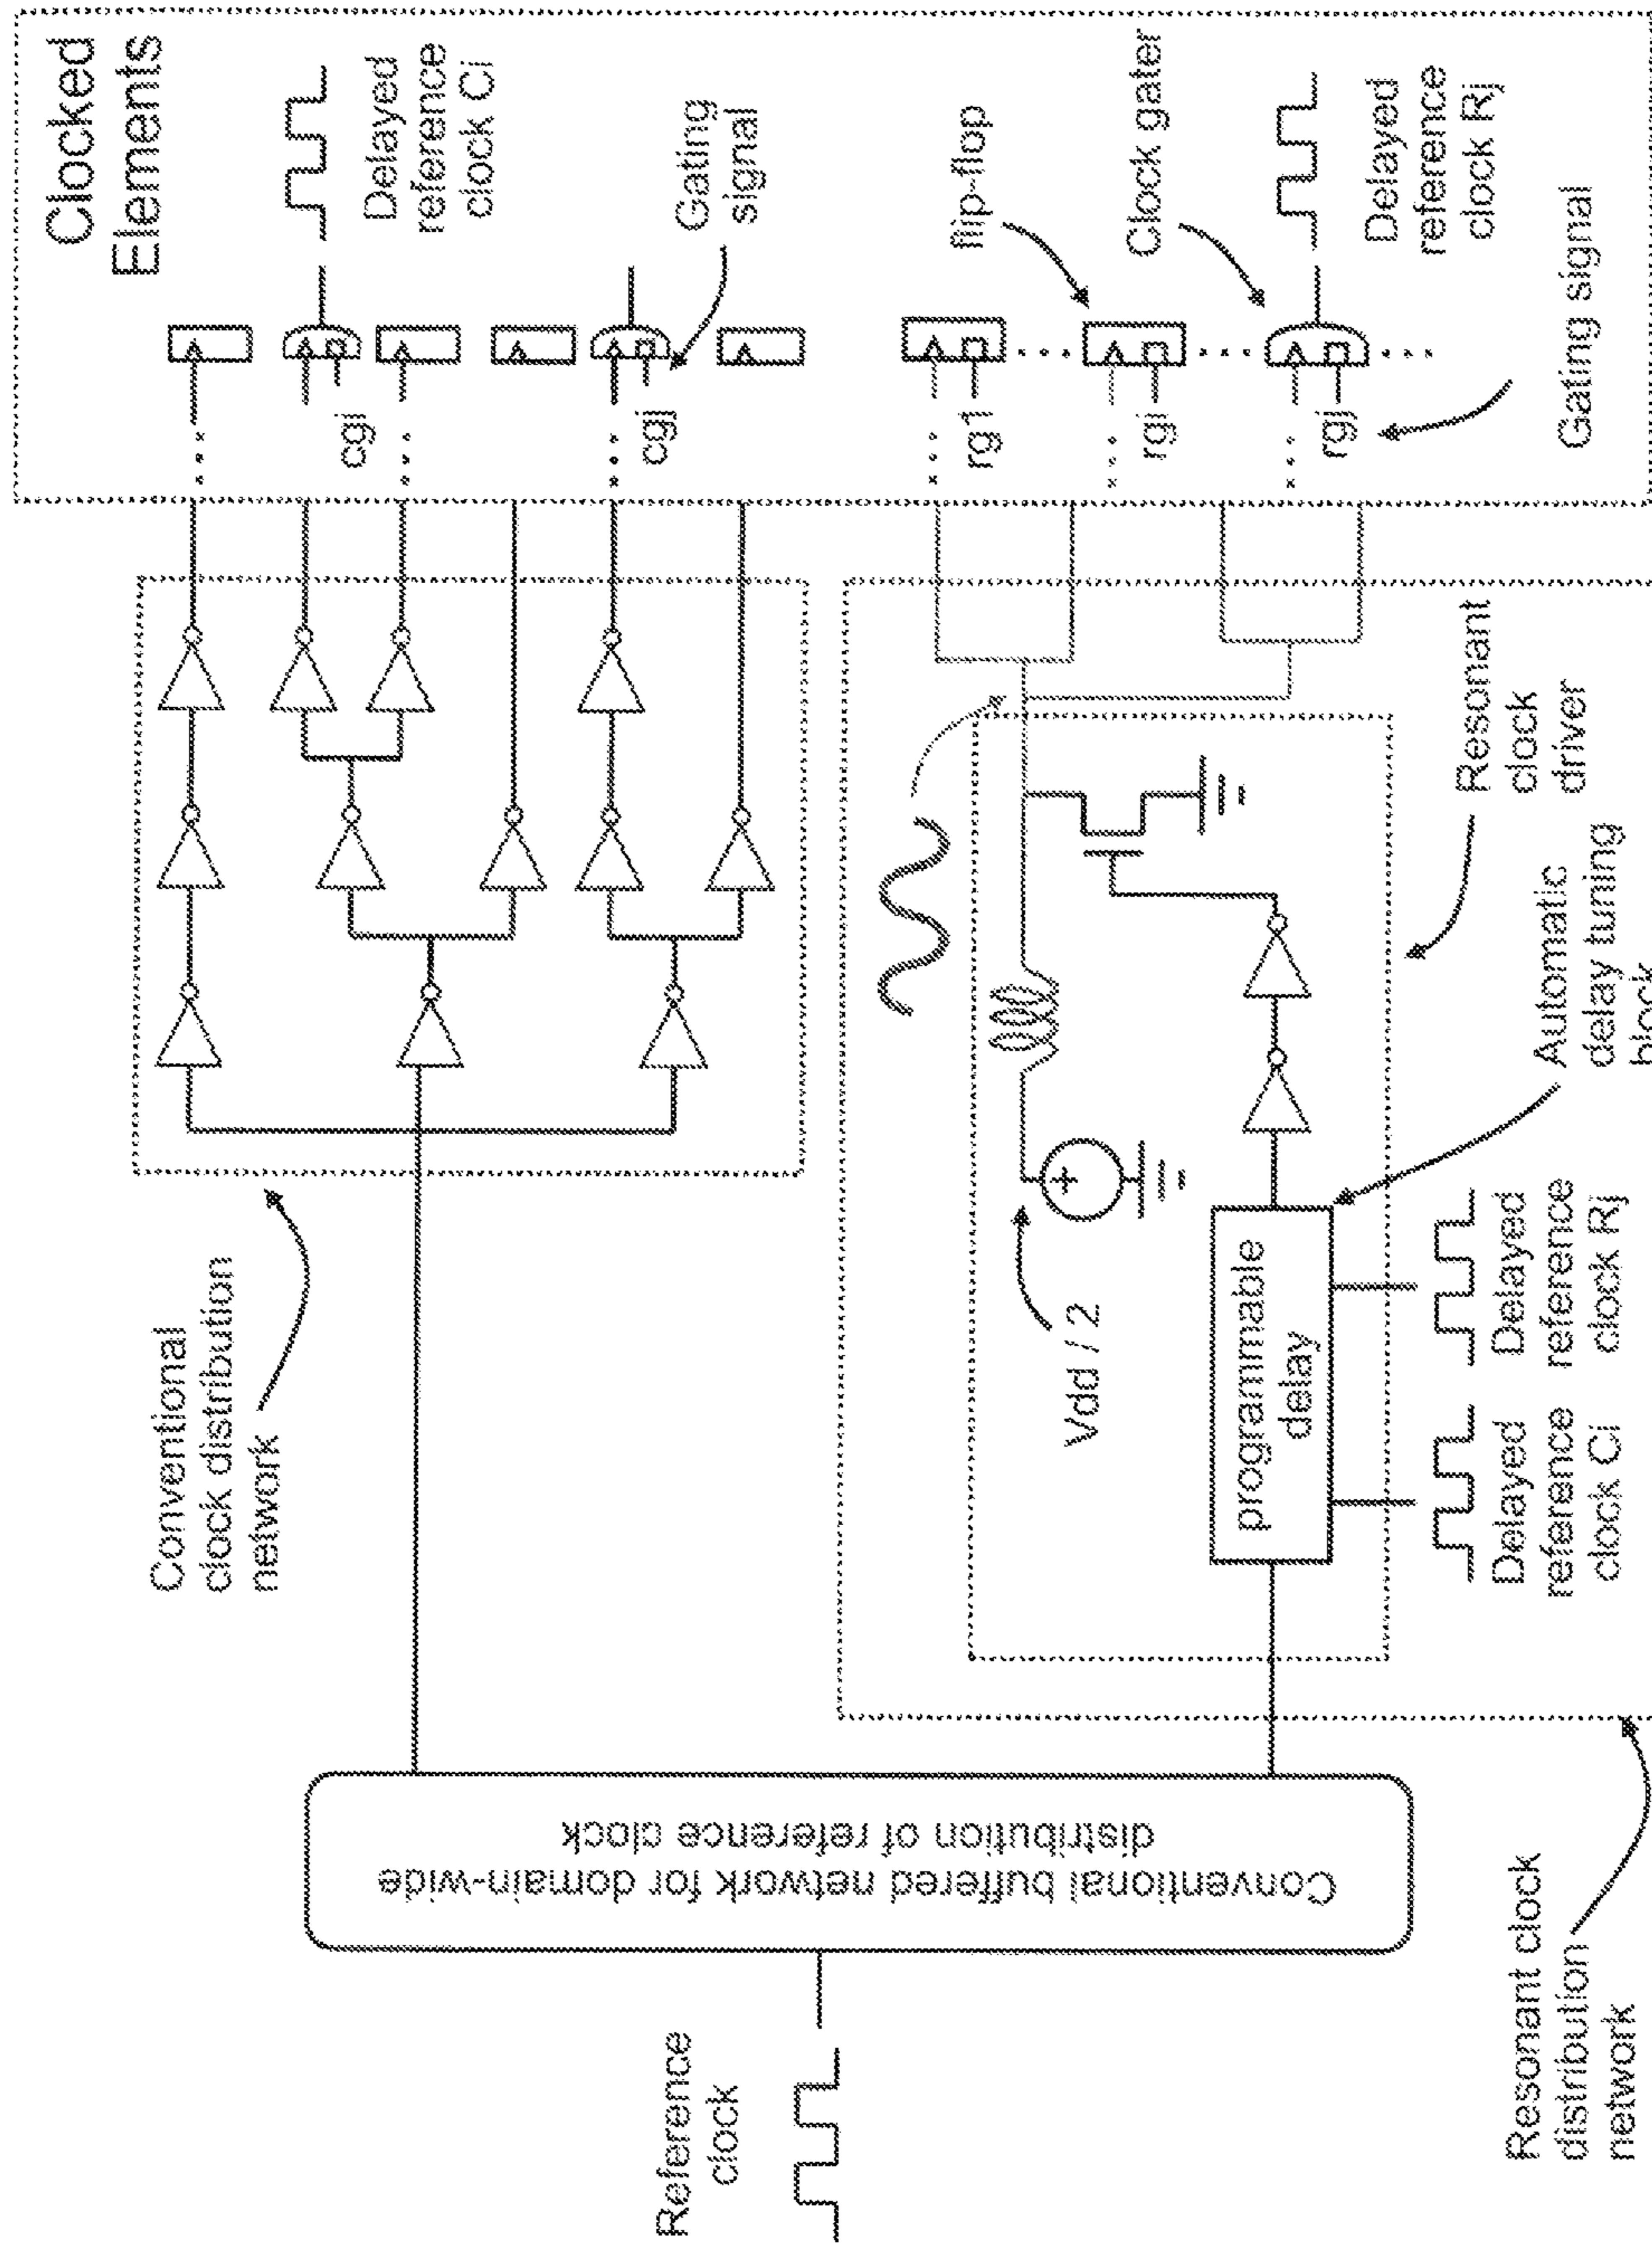 Clocked
Elements
Delayed
reference
clock Ci
Gating
signal
flip-flop
Clock gater
Delayed
reference
clock Rj
Gating signal
cgi
cgj
rg1
rgi
rgj
Conventional
clock distribution
network
Resonant
clock
driver
Automatic
delay tuning
block
Vdd / 2
+
programmable
delay
Delayed
reference
clock Ci
Delayed
reference
clock Rj
Conventional buffered network for domain-wide
distribution of reference clock
Reference
clock
Resonant clock
distribution
network